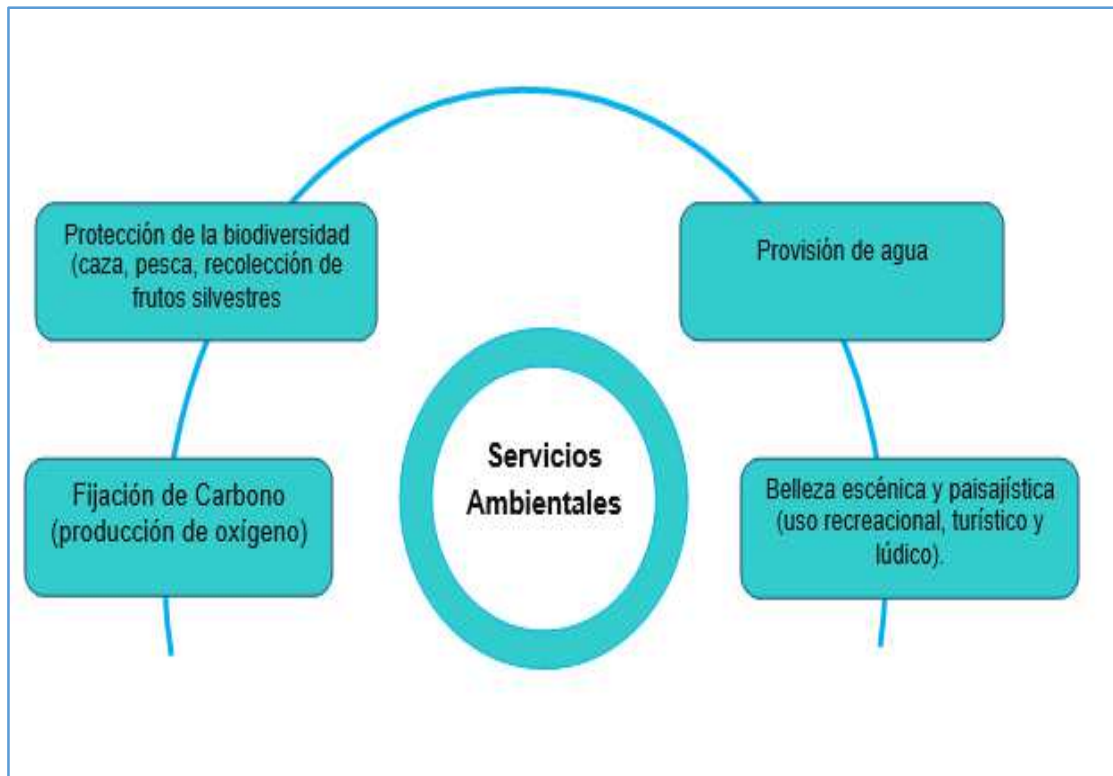 Protección de la biodiversidad
(caza, pesca, recolección de
frutos silvestres
Provisión de agua
Servicios
Ambientales
Fijación de Carbono
(producción de oxígeno)
Belleza escénica y paisajística
(uso recreacional, turístico y
lúdico).